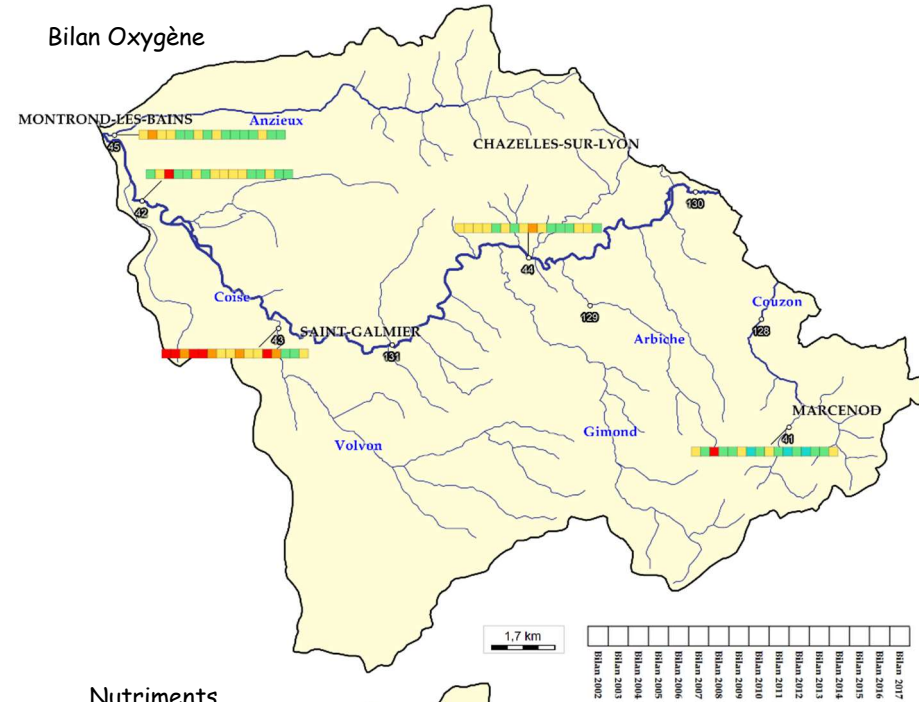 Bilan Oxygène
MONTROND-LES-BAINS
Anzieux
45
CHAZELLES-SUR-LYON
42
130
44
Coise
Couzon
129
128
SAINT-GALMIER
43
131
Arbiche
MARCENOD
Volvon
Gimond
41
1,7 km
Bilan 2002
Bilan 2003
Bilan 2004
Bilan 2005
Bilan 2006
Bilan 2007
Bilan 2008
Bilan 2009
Bilan 2010
Bilan 2011
Bilan 2012
Bilan 2013
Bilan 2014
Bilan 2015
Bilan 2016
Bilan 2017
Nutriments